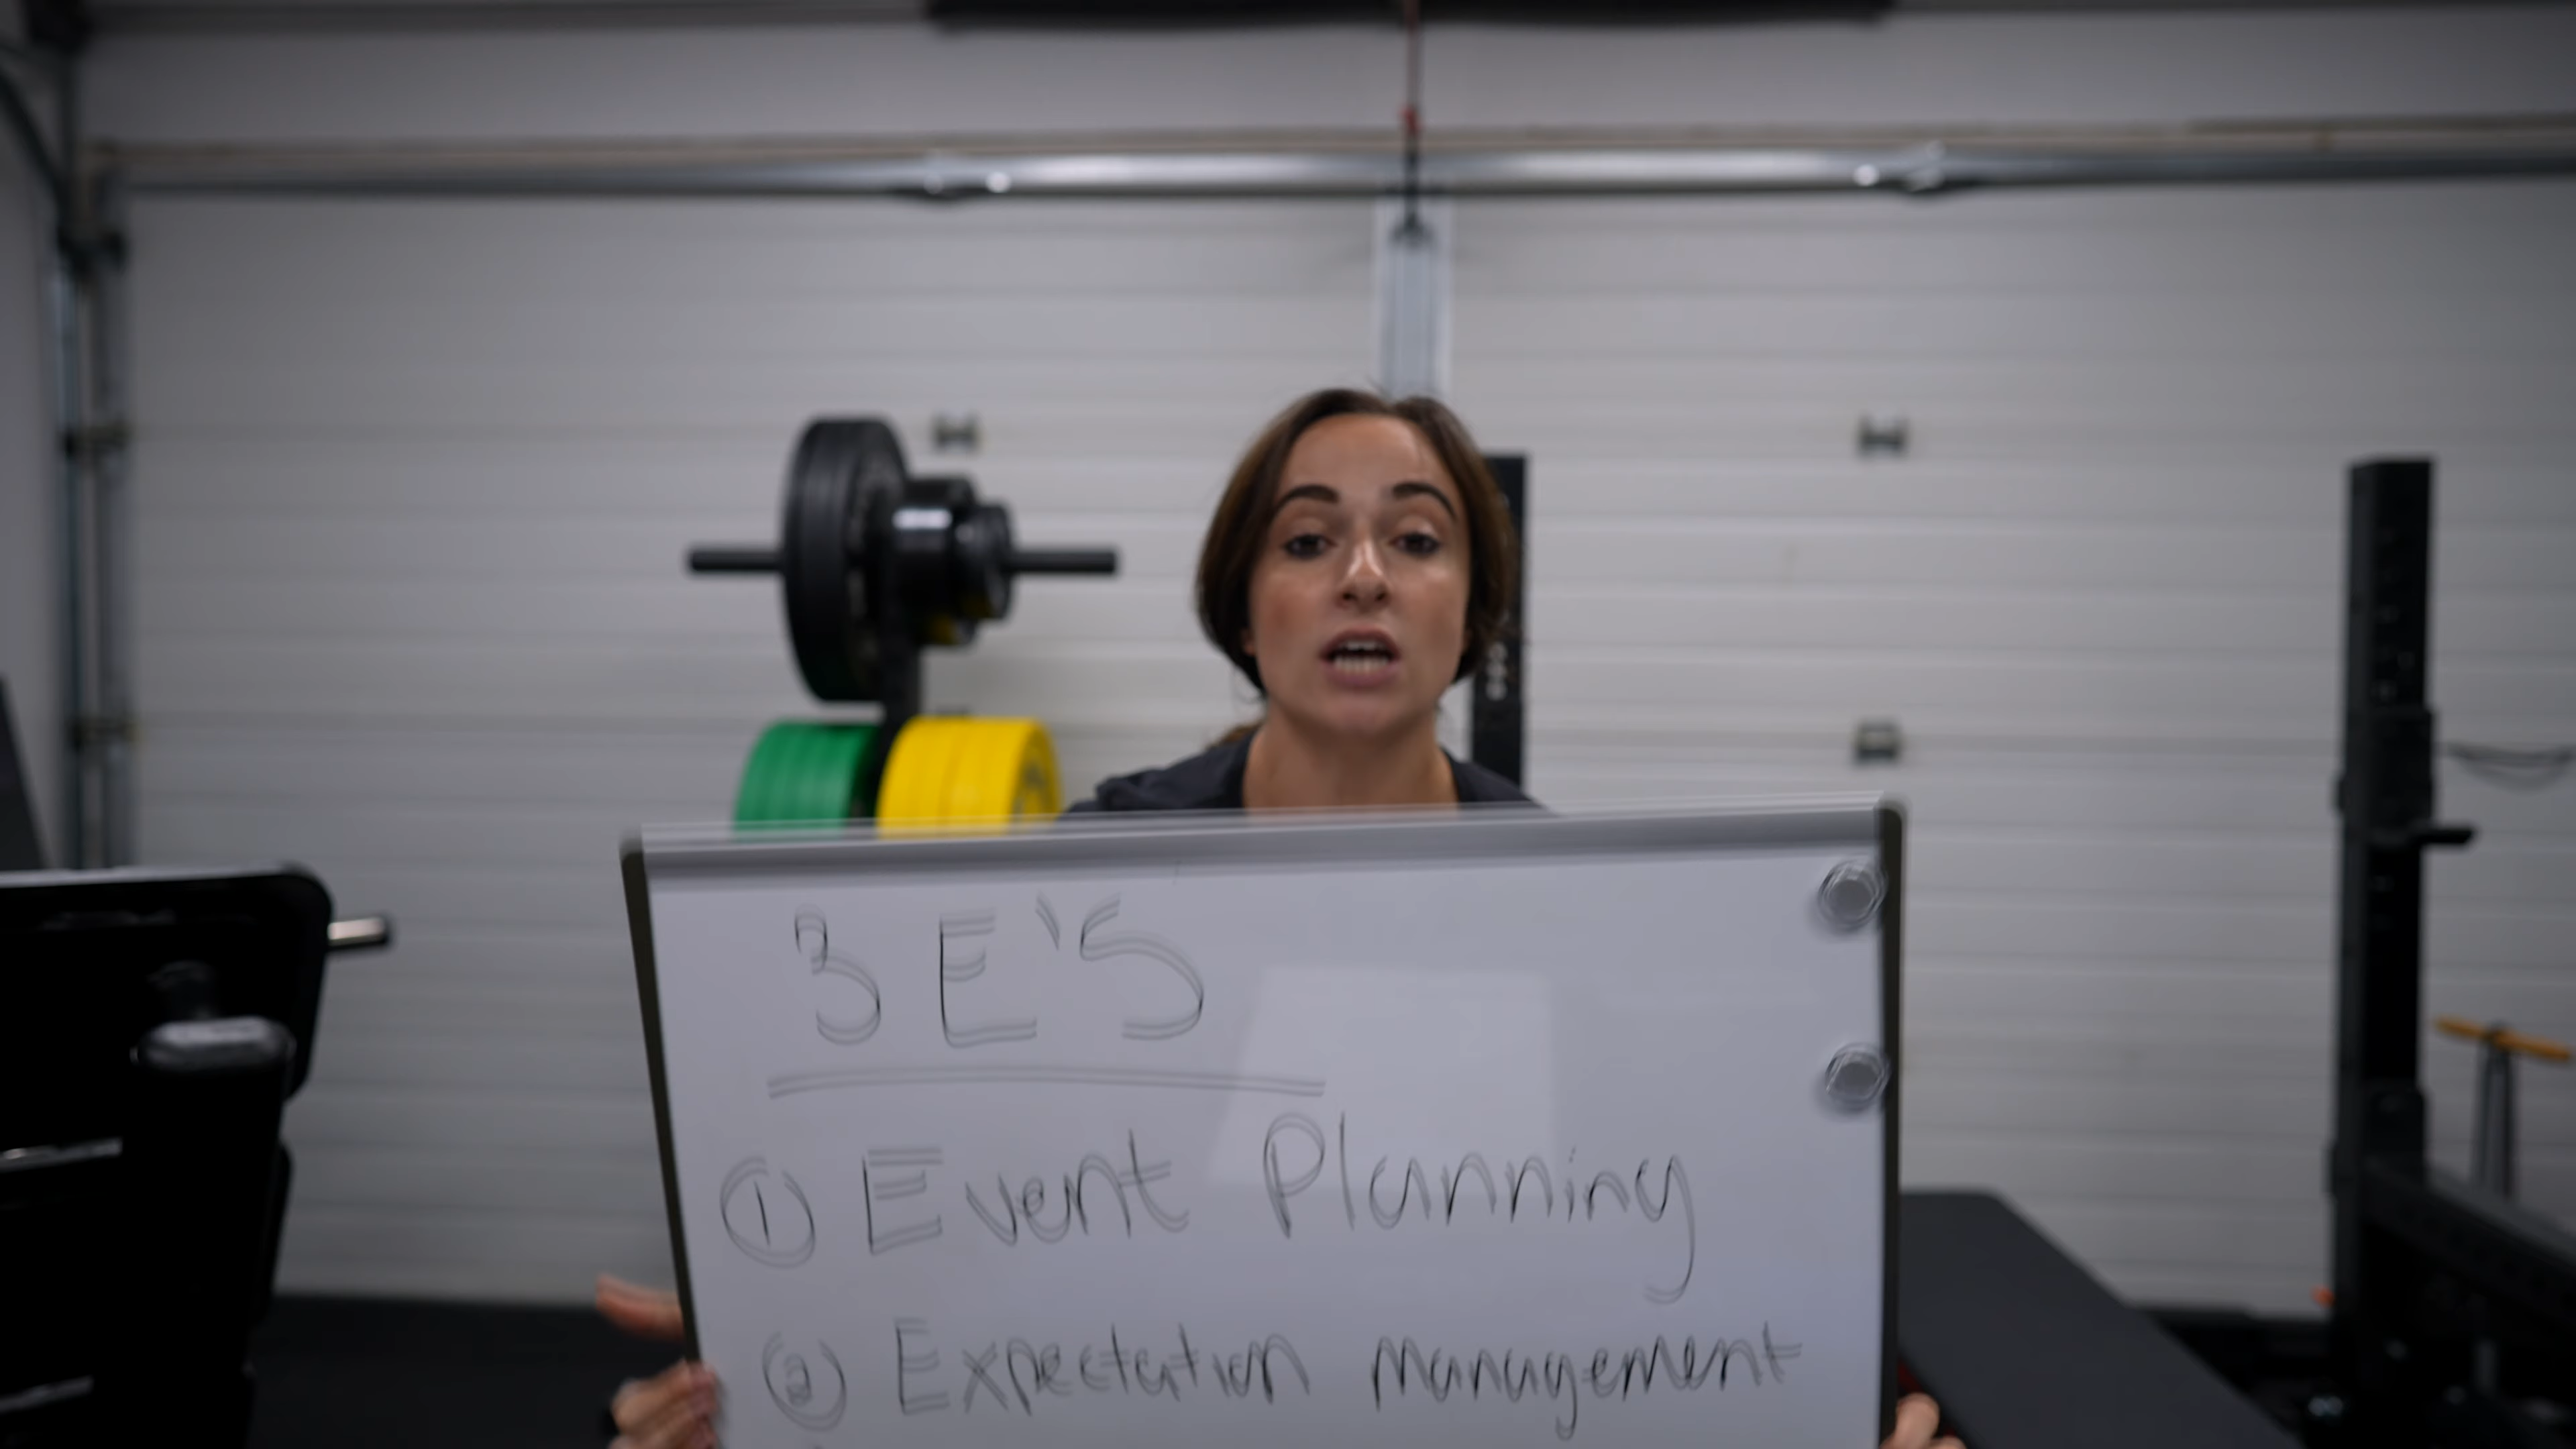 3 E'S
① Event Planning
② Expectation Management